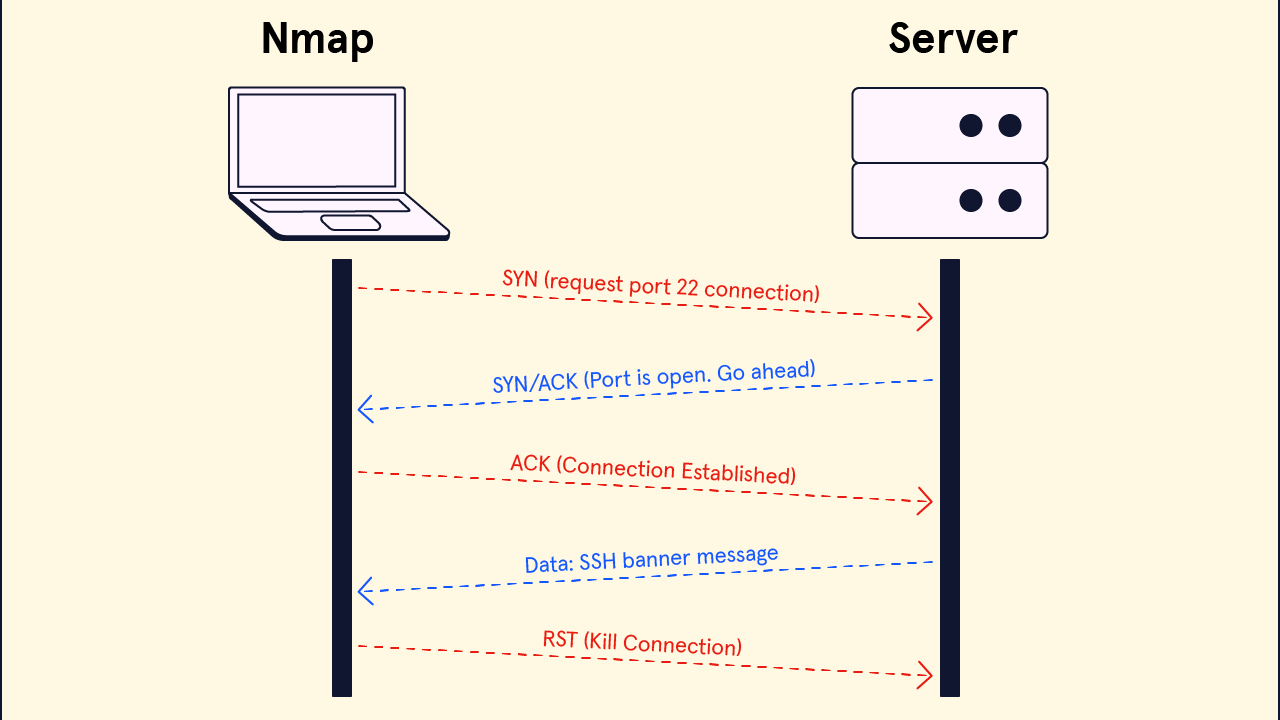 Nmap
Server
SYN (request port 22 connection)
SYN/ACK (Port is open. Go ahead)
ACK (Connection Established)
Data: SSH banner message
RST (Kill Connection)